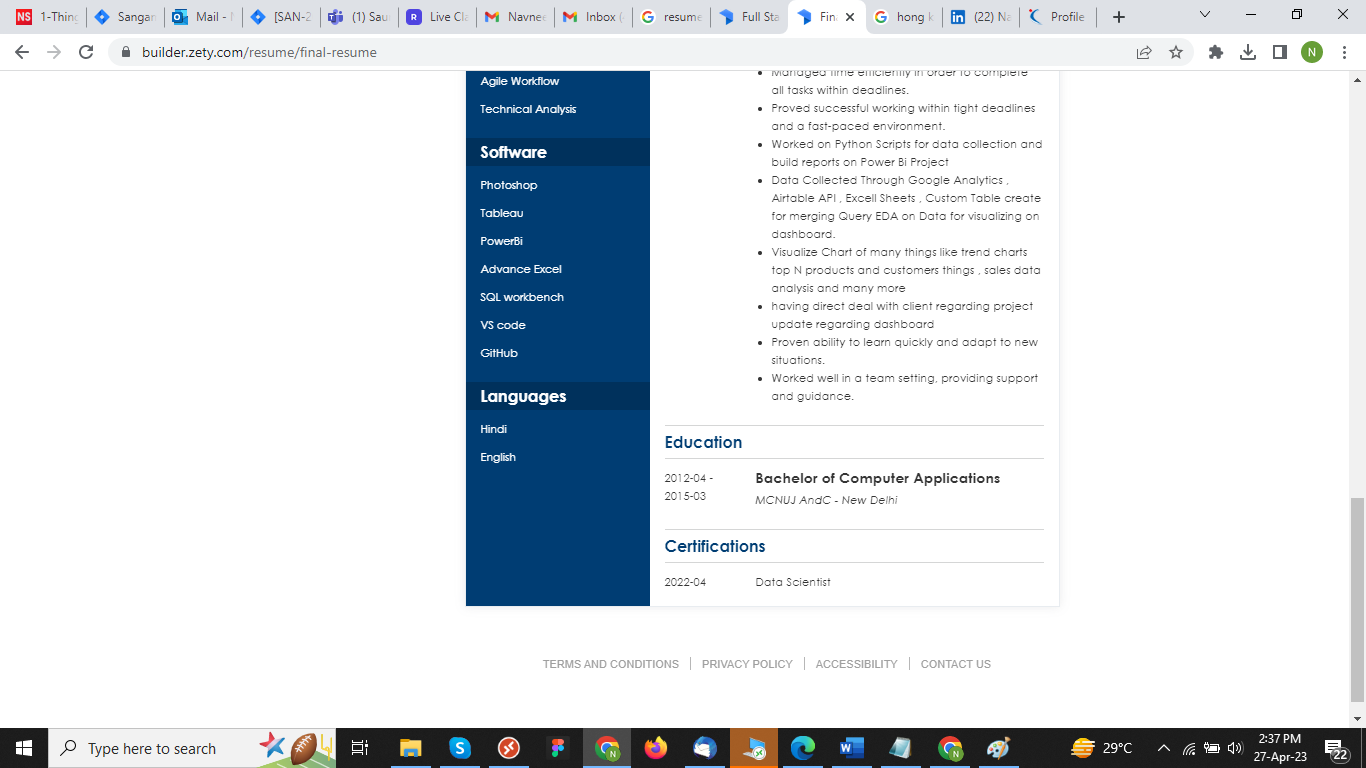 1-Thing
Sangam
Mail - N
[SAN-2
(1) Sau
Live Cla
Navnee
Inbox (
resume
Full Sta
Fin
hong k
(22) Na
Profile
builder.zety.com/resume/final-resume
N
Agile Workflow
Technical Analysis
Software
Photoshop
Tableau
PowerBi
Advance Excel
SQL workbench
VS code
GitHub
Languages
Hindi
English
Managed time efficiently in order to complete
all tasks within deadlines.
Proved successful working within tight deadlines
and a fast-paced environment.
Worked on Python Scripts for data collection and
build reports on Power Bi Project
Data Collected Through Google Analytics ,
Airtable API , Excell Sheets , Custom Table create
for merging Query EDA on Data for visualizing on
dashboard.
Visualize Chart of many things like trend charts
top N products and customers things , sales data
analysis and many more
having direct deal with client regarding project
update regarding dashboard
Proven ability to learn quickly and adapt to new
situations.
Worked well in a team setting, providing support
and guidance.
Education
2012-04 -
2015-03
Bachelor of Computer Applications
MCNUJ AndC - New Delhi
Certifications
2022-04
Data Scientist
TERMS AND CONDITIONS
PRIVACY POLICY
ACCESSIBILITY
CONTACT US
Type here to search
29°C
2:37 PM
27-Apr-23
22